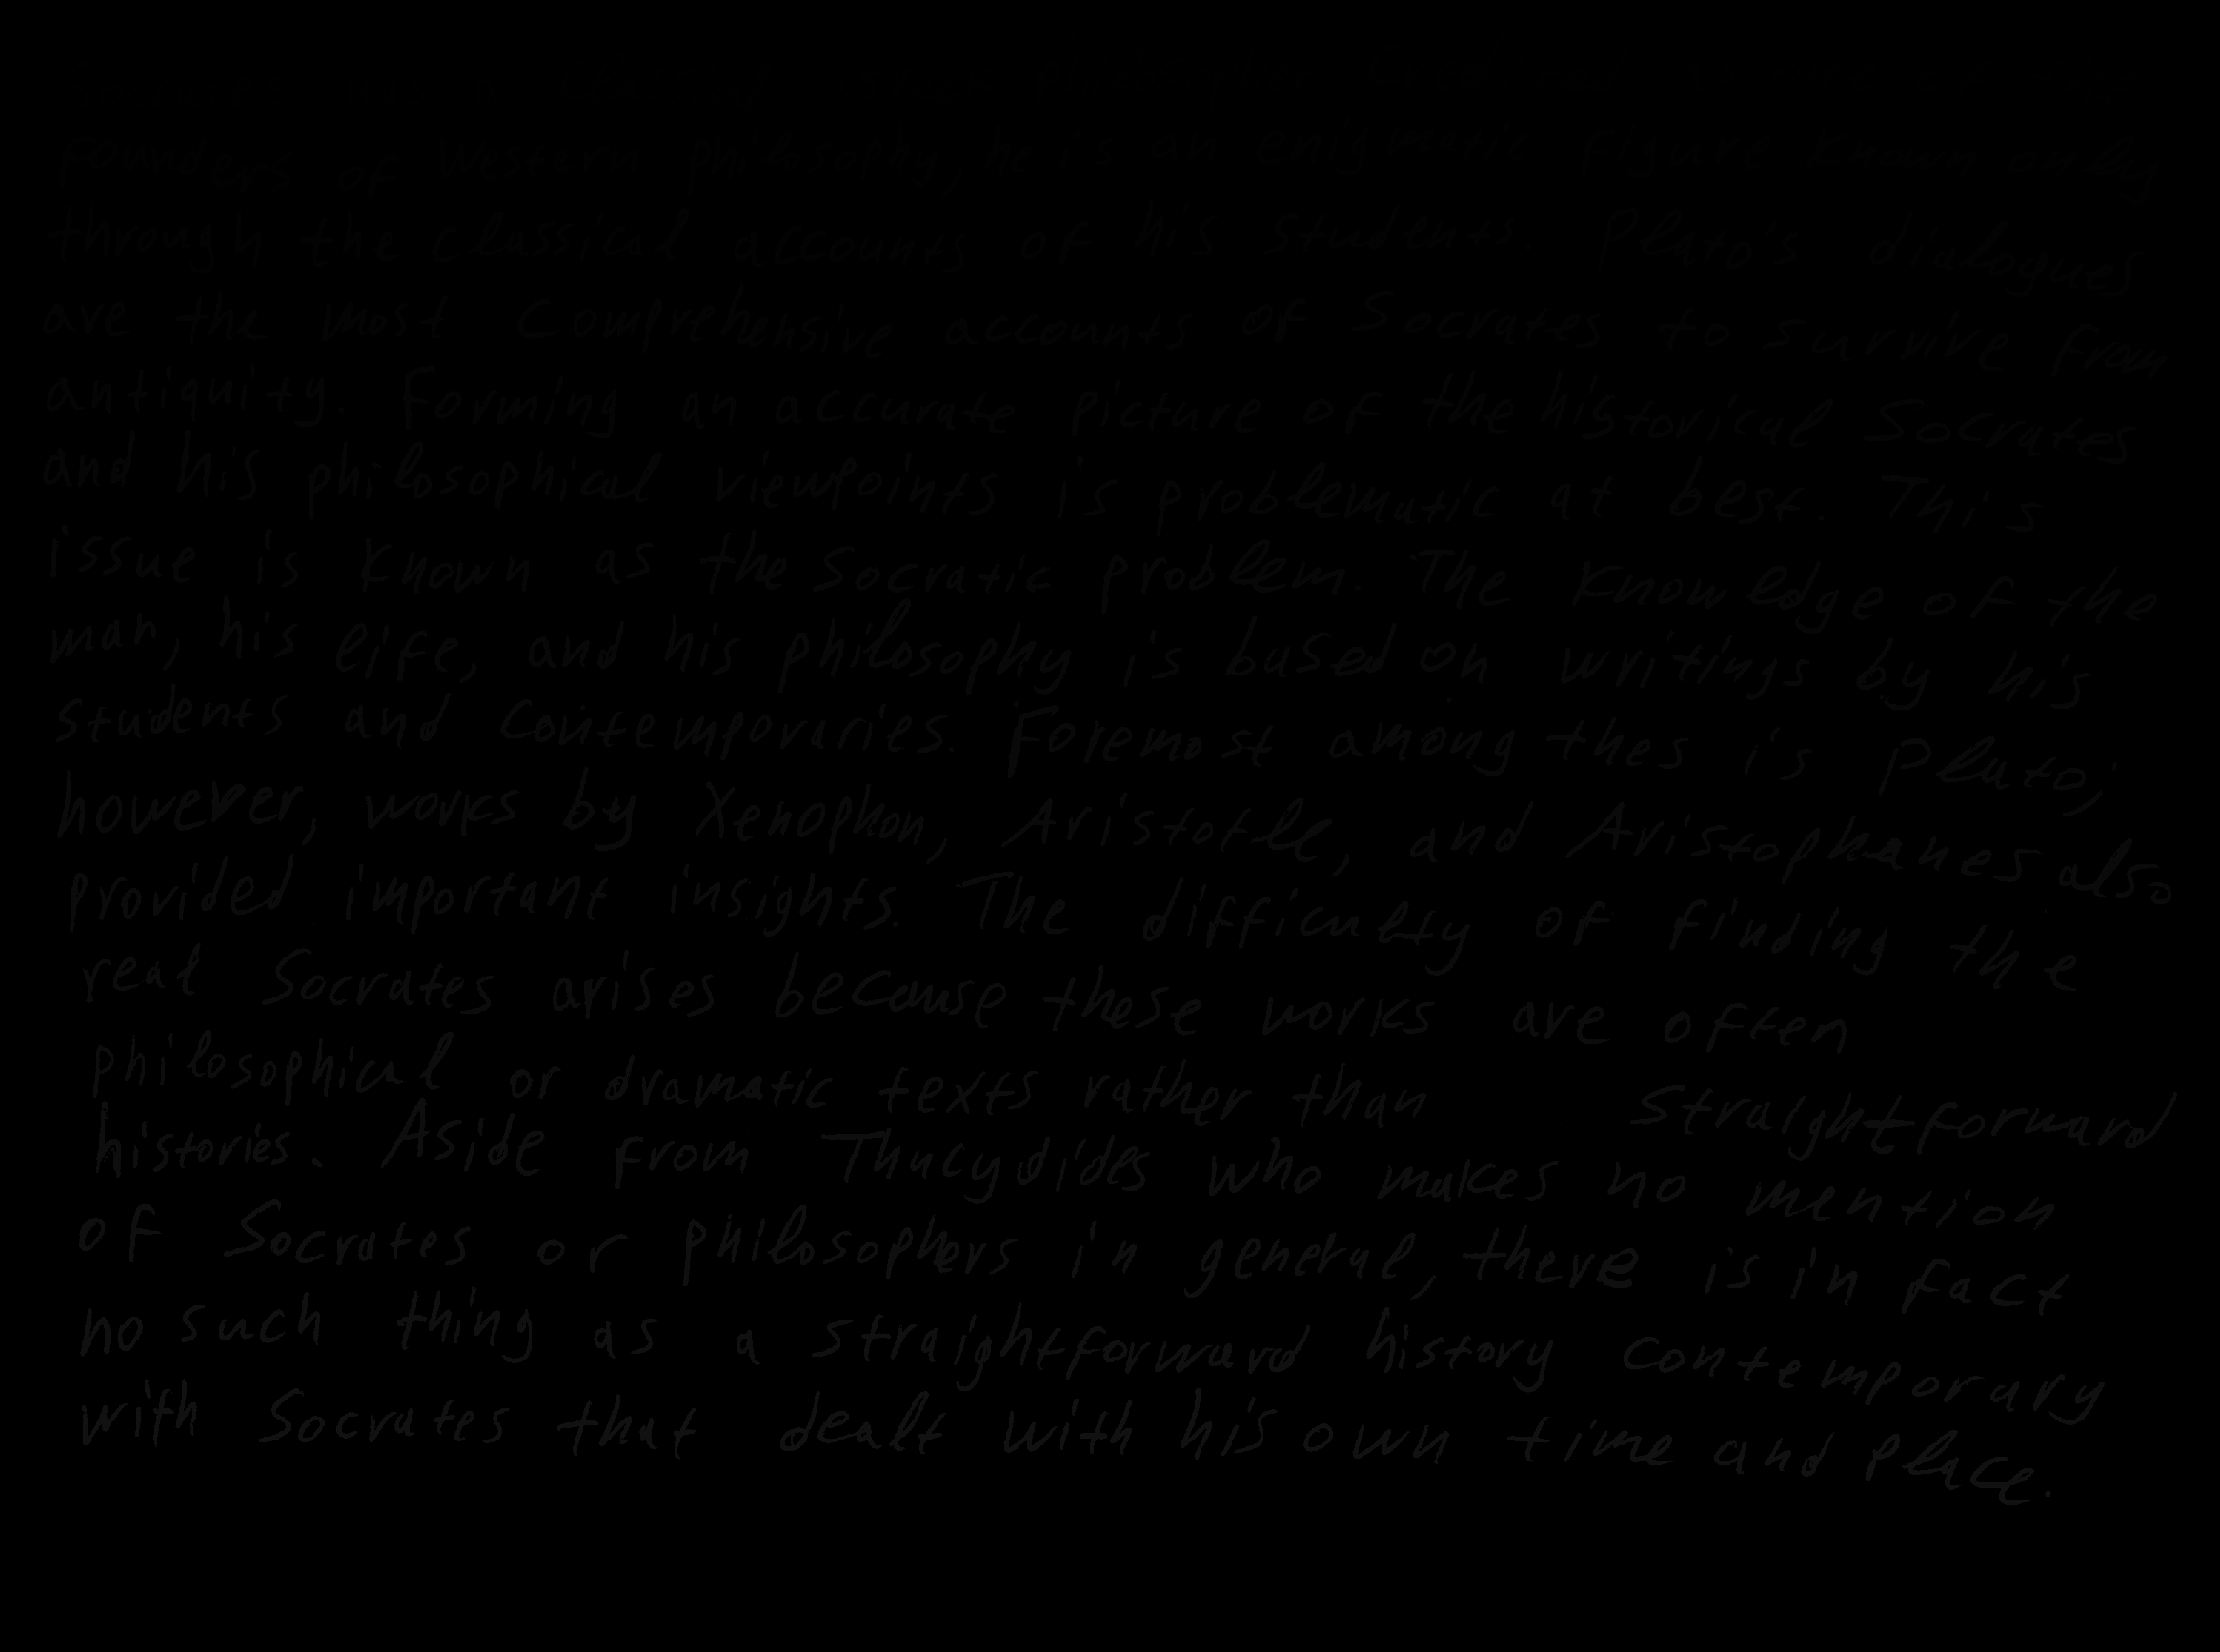 founders of Western philosophy, he is an enigmatic figure known only
through the classical accounts of his students. Plato's dialogues
are the most comprehensive accounts of Socrates to survive from
antiquity. Forming an accurate picture of the historical Socrates
and his philosophical viewpoints is problematic at best. This
issue is known as the Socratic problem. The knowledge of the
man, his life, and his philosophy is based on writings by his
students and contemporaries. Foremost among thes is Plato;
however, works by Xenophon, Aristotle, and Aristophanes also
provided important insights. The difficulty of finding the
real Socrates arises because these works are often
philosophical or dramatic texts rather than straightforward
histories. Aside from Thucydides who makes no mention
of Socrates or philosophers in general, there is in fact
no such thing as a straightforward history contemporary
with Socrates that dealt with his own time and place.